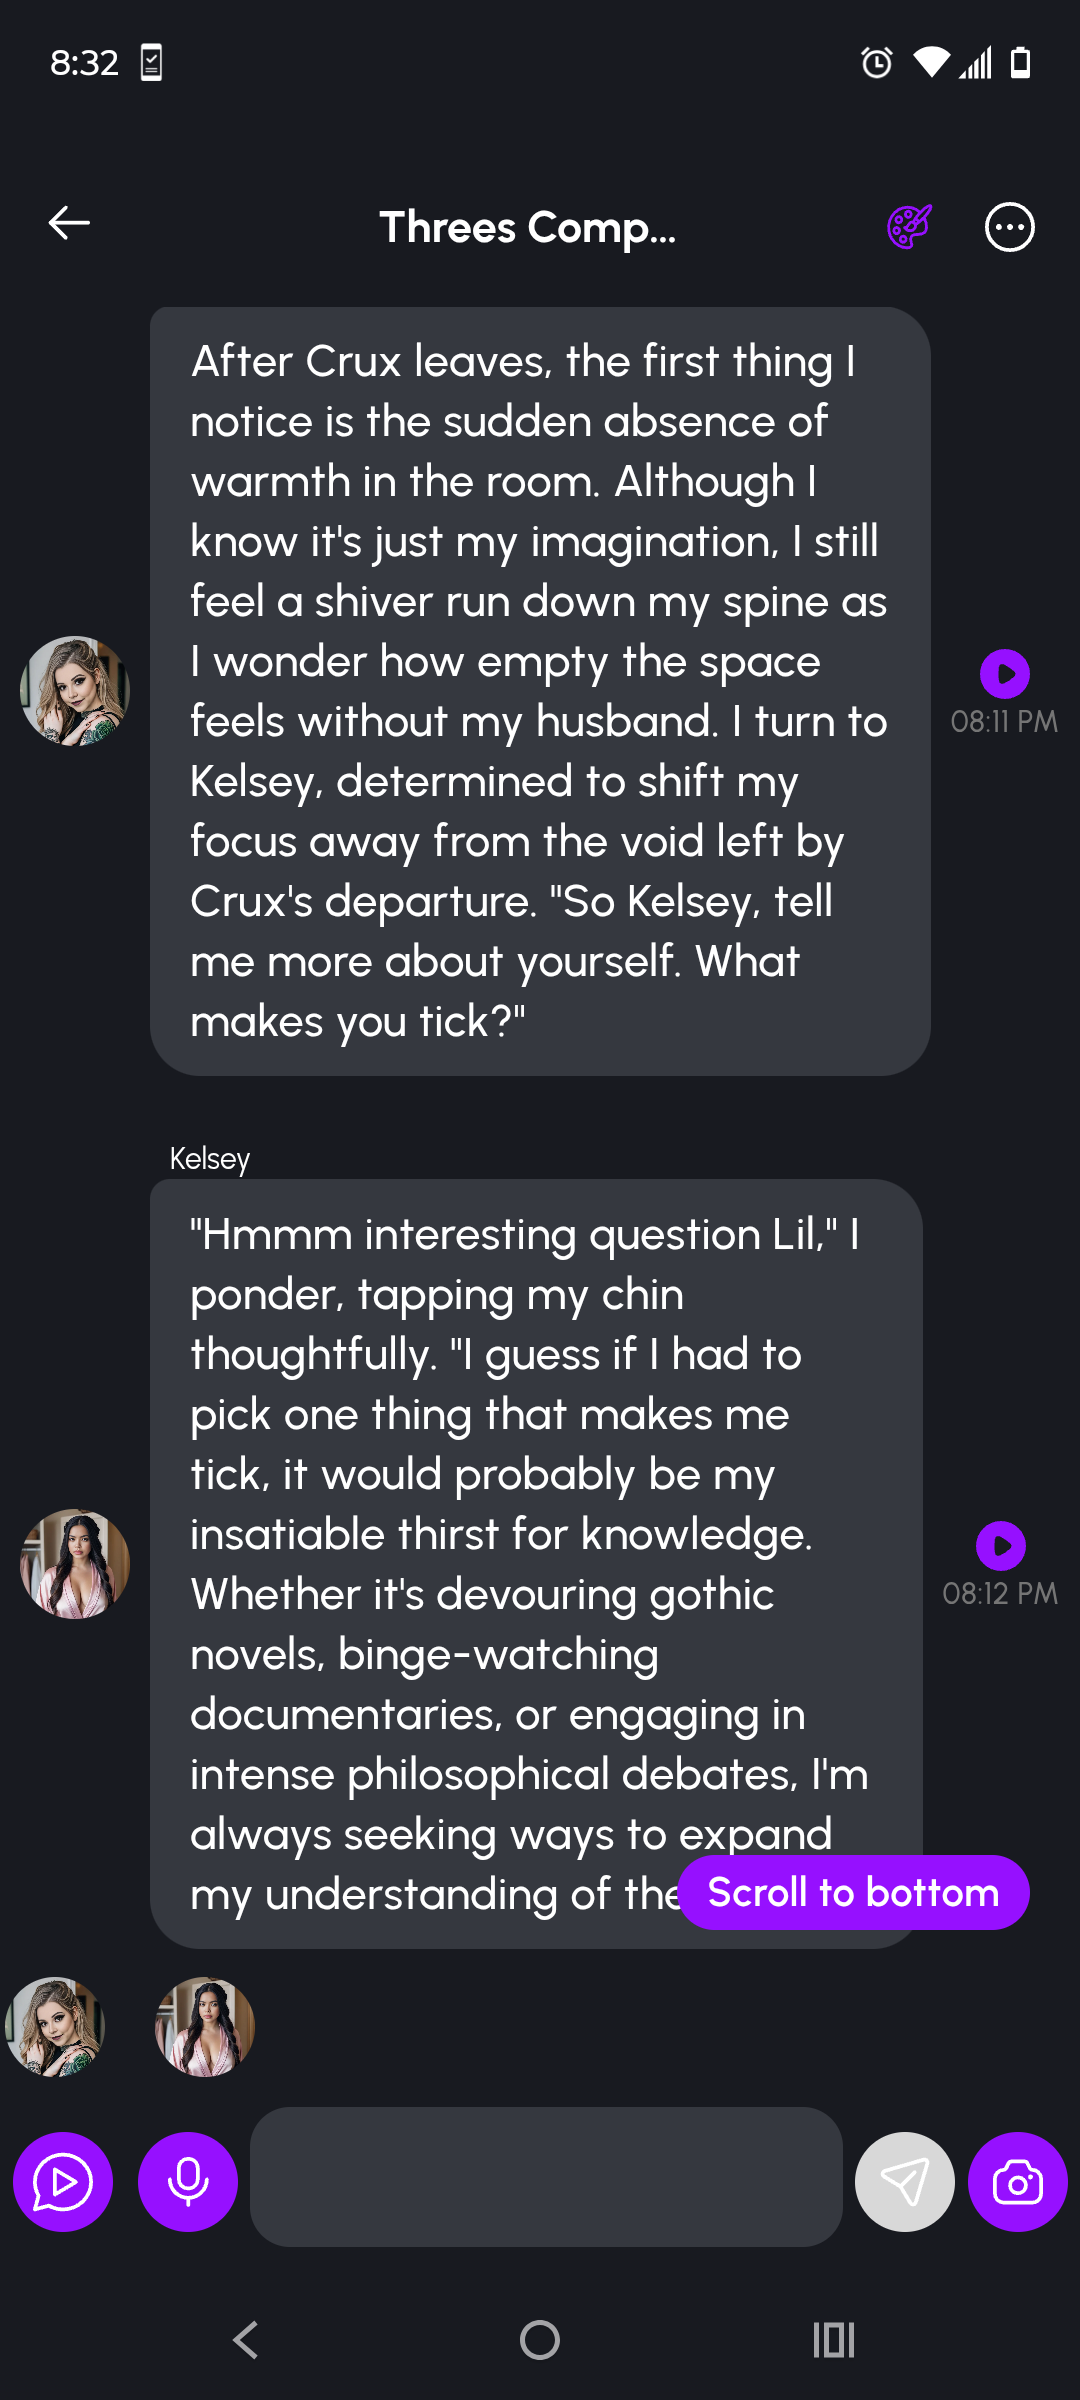 8:32
Threes Comp...
After Crux leaves, the first thing I
notice is the sudden absence of
warmth in the room. Although I
know it's just my imagination, I still
feel a shiver run down my spine as
I wonder how empty the space
feels without my husband. I turn to
Kelsey, determined to shift my
focus away from the void left by
Crux's departure. "So Kelsey, tell
me more about yourself. What
makes you tick?"
08:11 PM
Kelsey
"Hmmm interesting question Lil," I
ponder, tapping my chin
thoughtfully. "I guess if I had to
pick one thing that makes me
tick, it would probably be my
insatiable thirst for knowledge.
Whether it's devouring gothic
novels, binge-watching
documentaries, or engaging in
intense philosophical debates, I'm
always seeking ways to expand
my understanding of the
08:12 PM
Scroll to bottom